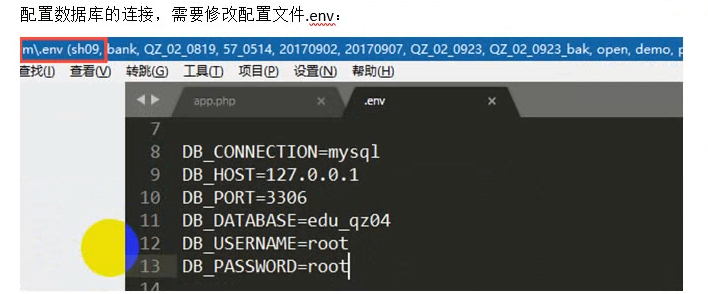 配置数据库的连接，需要修改配置文件.env：
m\.env (sh09, bank, QZ_02_0819, 57_0514, 20170902, 20170907, QZ_02_0923, QZ_02_0923_bak, open, demo, p
查找(I) 查看(V) 转跳(G) 工具(T) 项目(P) 设置(N) 帮助(H)
app.php × .env ×
7
8 DB_CONNECTION=mysql
9 DB_HOST=127.0.0.1
10 DB_PORT=3306
11 DB_DATABASE=edu_qz04
12 DB_USERNAME=root
13 DB_PASSWORD=root
14